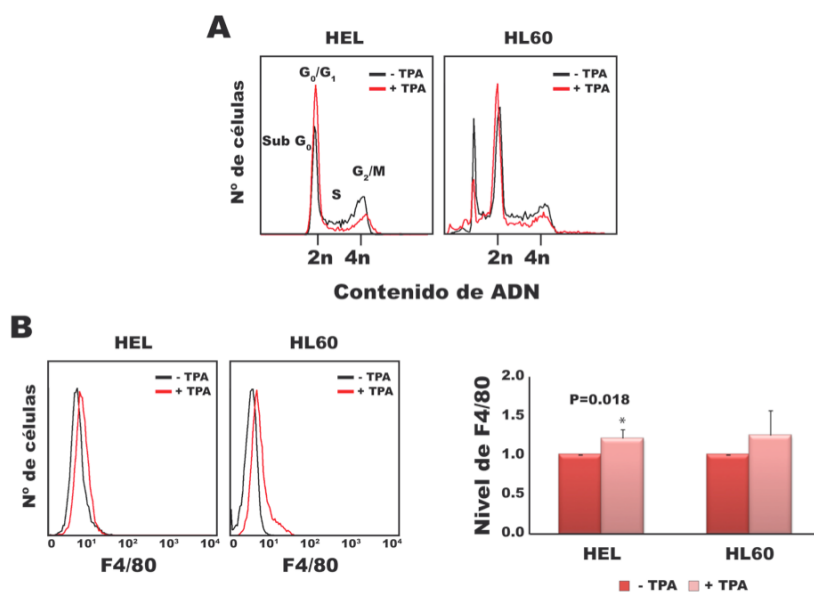 A
HEL
HL60
Nº de células
G0/G1
Sub G0
S
G2/M
- TPA
+ TPA
- TPA
+ TPA
2n 4n
2n 4n
Contenido de ADN
B
HEL
HL60
Nº de células
- TPA
+ TPA
- TPA
+ TPA
0 10¹ 10² 10³ 10⁴
0 10¹ 10² 10³ 10⁴
F4/80
F4/80
Nivel de F4/80
2.0
1.5
1.0
0.5
0.0
P=0.018
*
HEL
HL60
- TPA + TPA